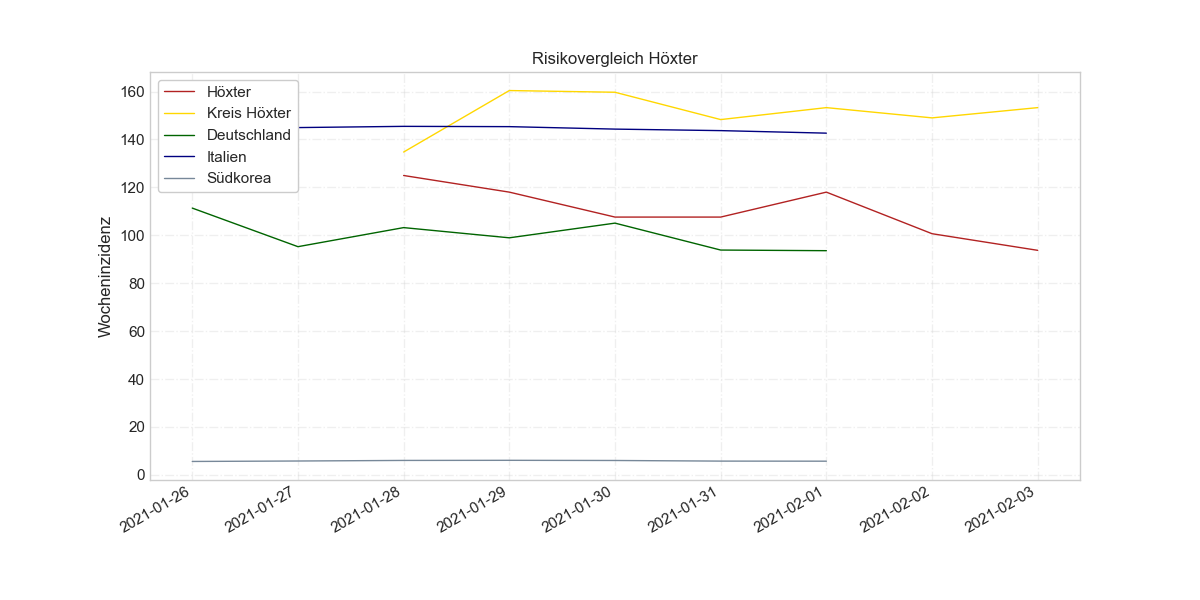 Risikovergleich Höxter
Höxter
Kreis Höxter
Deutschland
Italien
Südkorea
Wocheninzidenz
160
140
120
100
80
60
40
20
0
2021-01-26
2021-01-27
2021-01-28
2021-01-29
2021-01-30
2021-01-31
2021-02-01
2021-02-02
2021-02-03